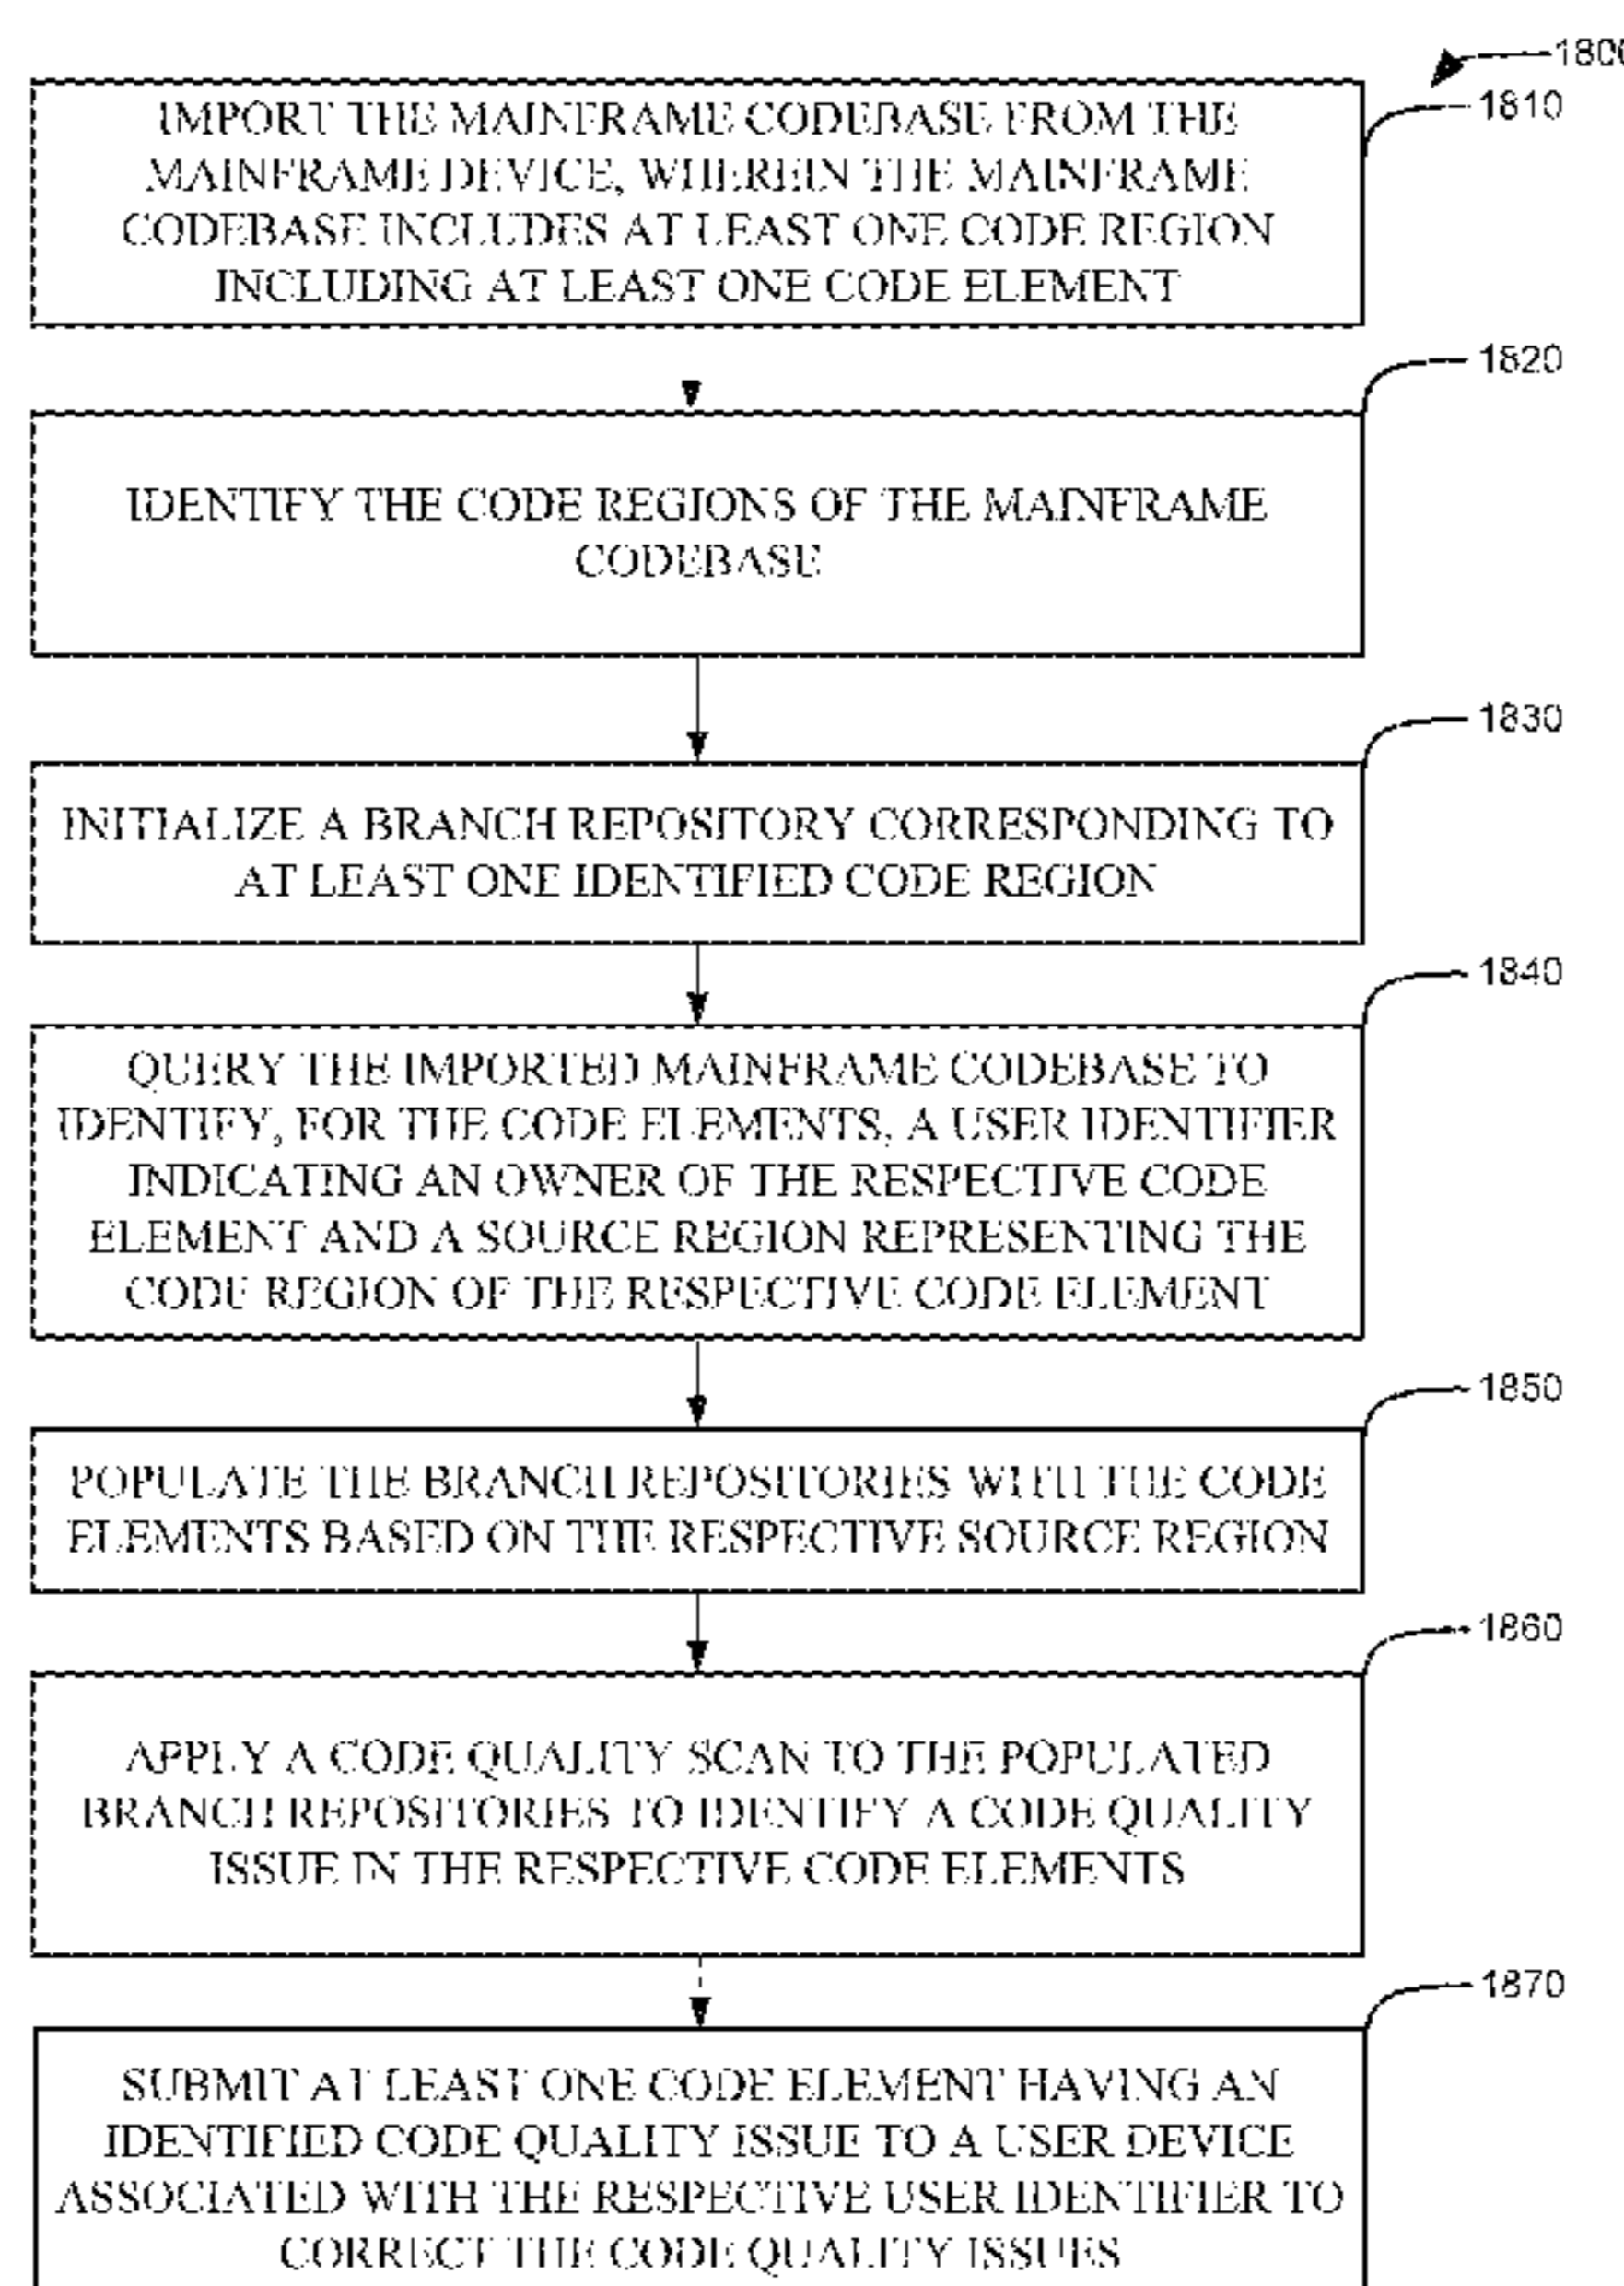 1800
1810
IMPORT THE MAINFRAME CODEBASE FROM THE
MAINFRAME DEVICE, WHEREIN THE MAINFRAME
CODEBASE INCLUDES AT LEAST ONE CODE REGION
INCLUDING AT LEAST ONE CODE ELEMENT
1820
IDENTIFY THE CODE REGIONS OF THE MAINFRAME
CODEBASE
1830
INITIALIZE A BRANCH REPOSITORY CORRESPONDING TO
AT LEAST ONE IDENTIFIED CODE REGION
1840
QUERY THE IMPORTED MAINFRAME CODEBASE TO
IDENTIFY, FOR THE CODE ELEMENTS, A USER IDENTIFIER
INDICATING AN OWNER OF THE RESPECTIVE CODE
ELEMENT AND A SOURCE REGION REPRESENTING THE
CODE REGION OF THE RESPECTIVE CODE ELEMENT
1850
POPULATE THE BRANCH REPOSITORIES WITH THE CODE
ELEMENTS BASED ON THE RESPECTIVE SOURCE REGION
1860
APPLY A CODE QUALITY SCAN TO THE POPULATED
BRANCH REPOSITORIES TO IDENTIFY A CODE QUALITY
ISSUE IN THE RESPECTIVE CODE ELEMENTS
1870
SUBMIT AT LEAST ONE CODE ELEMENT HAVING AN
IDENTIFIED CODE QUALITY ISSUE TO A USER DEVICE
ASSOCIATED WITH THE RESPECTIVE USER IDENTIFIER TO
CORRECT THE CODE QUALITY ISSUES